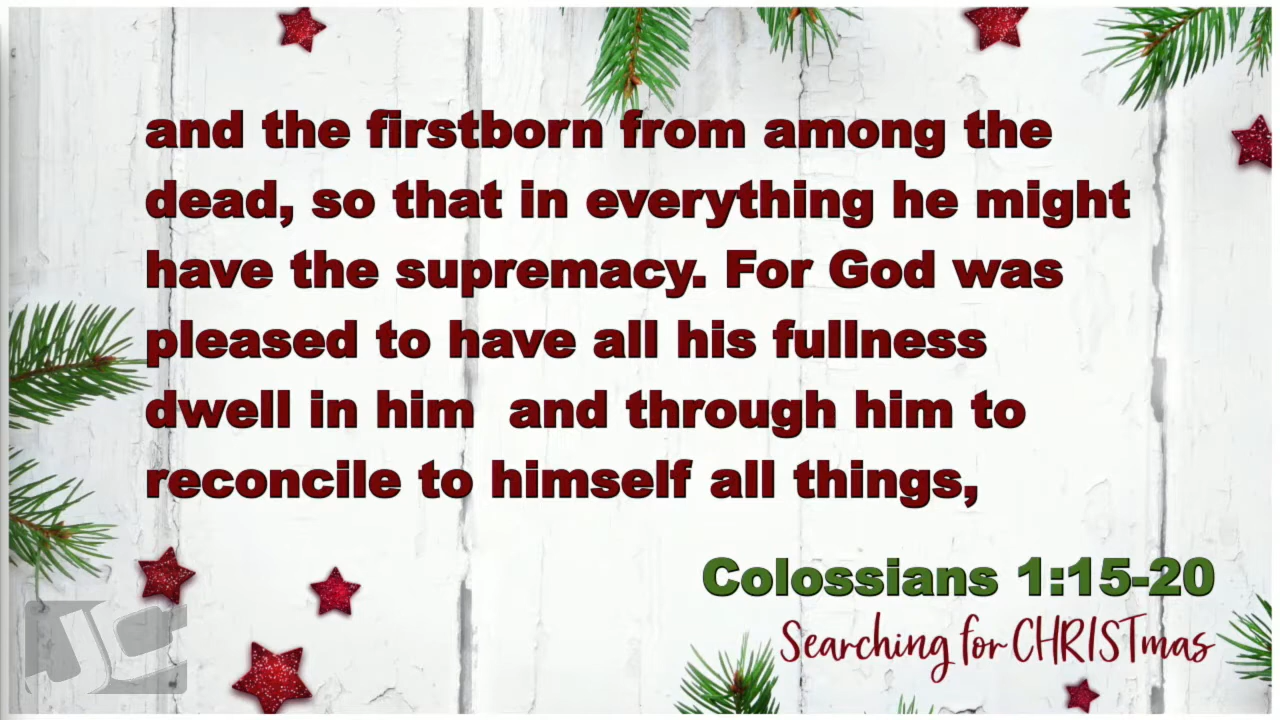 and the firstborn from among the
dead, so that in everything he might
have the supremacy. For God was
pleased to have all his fullness
dwell in him  and through him to
reconcile to himself all things,
Colossians 1:15-20
Searching for CHRISTmas